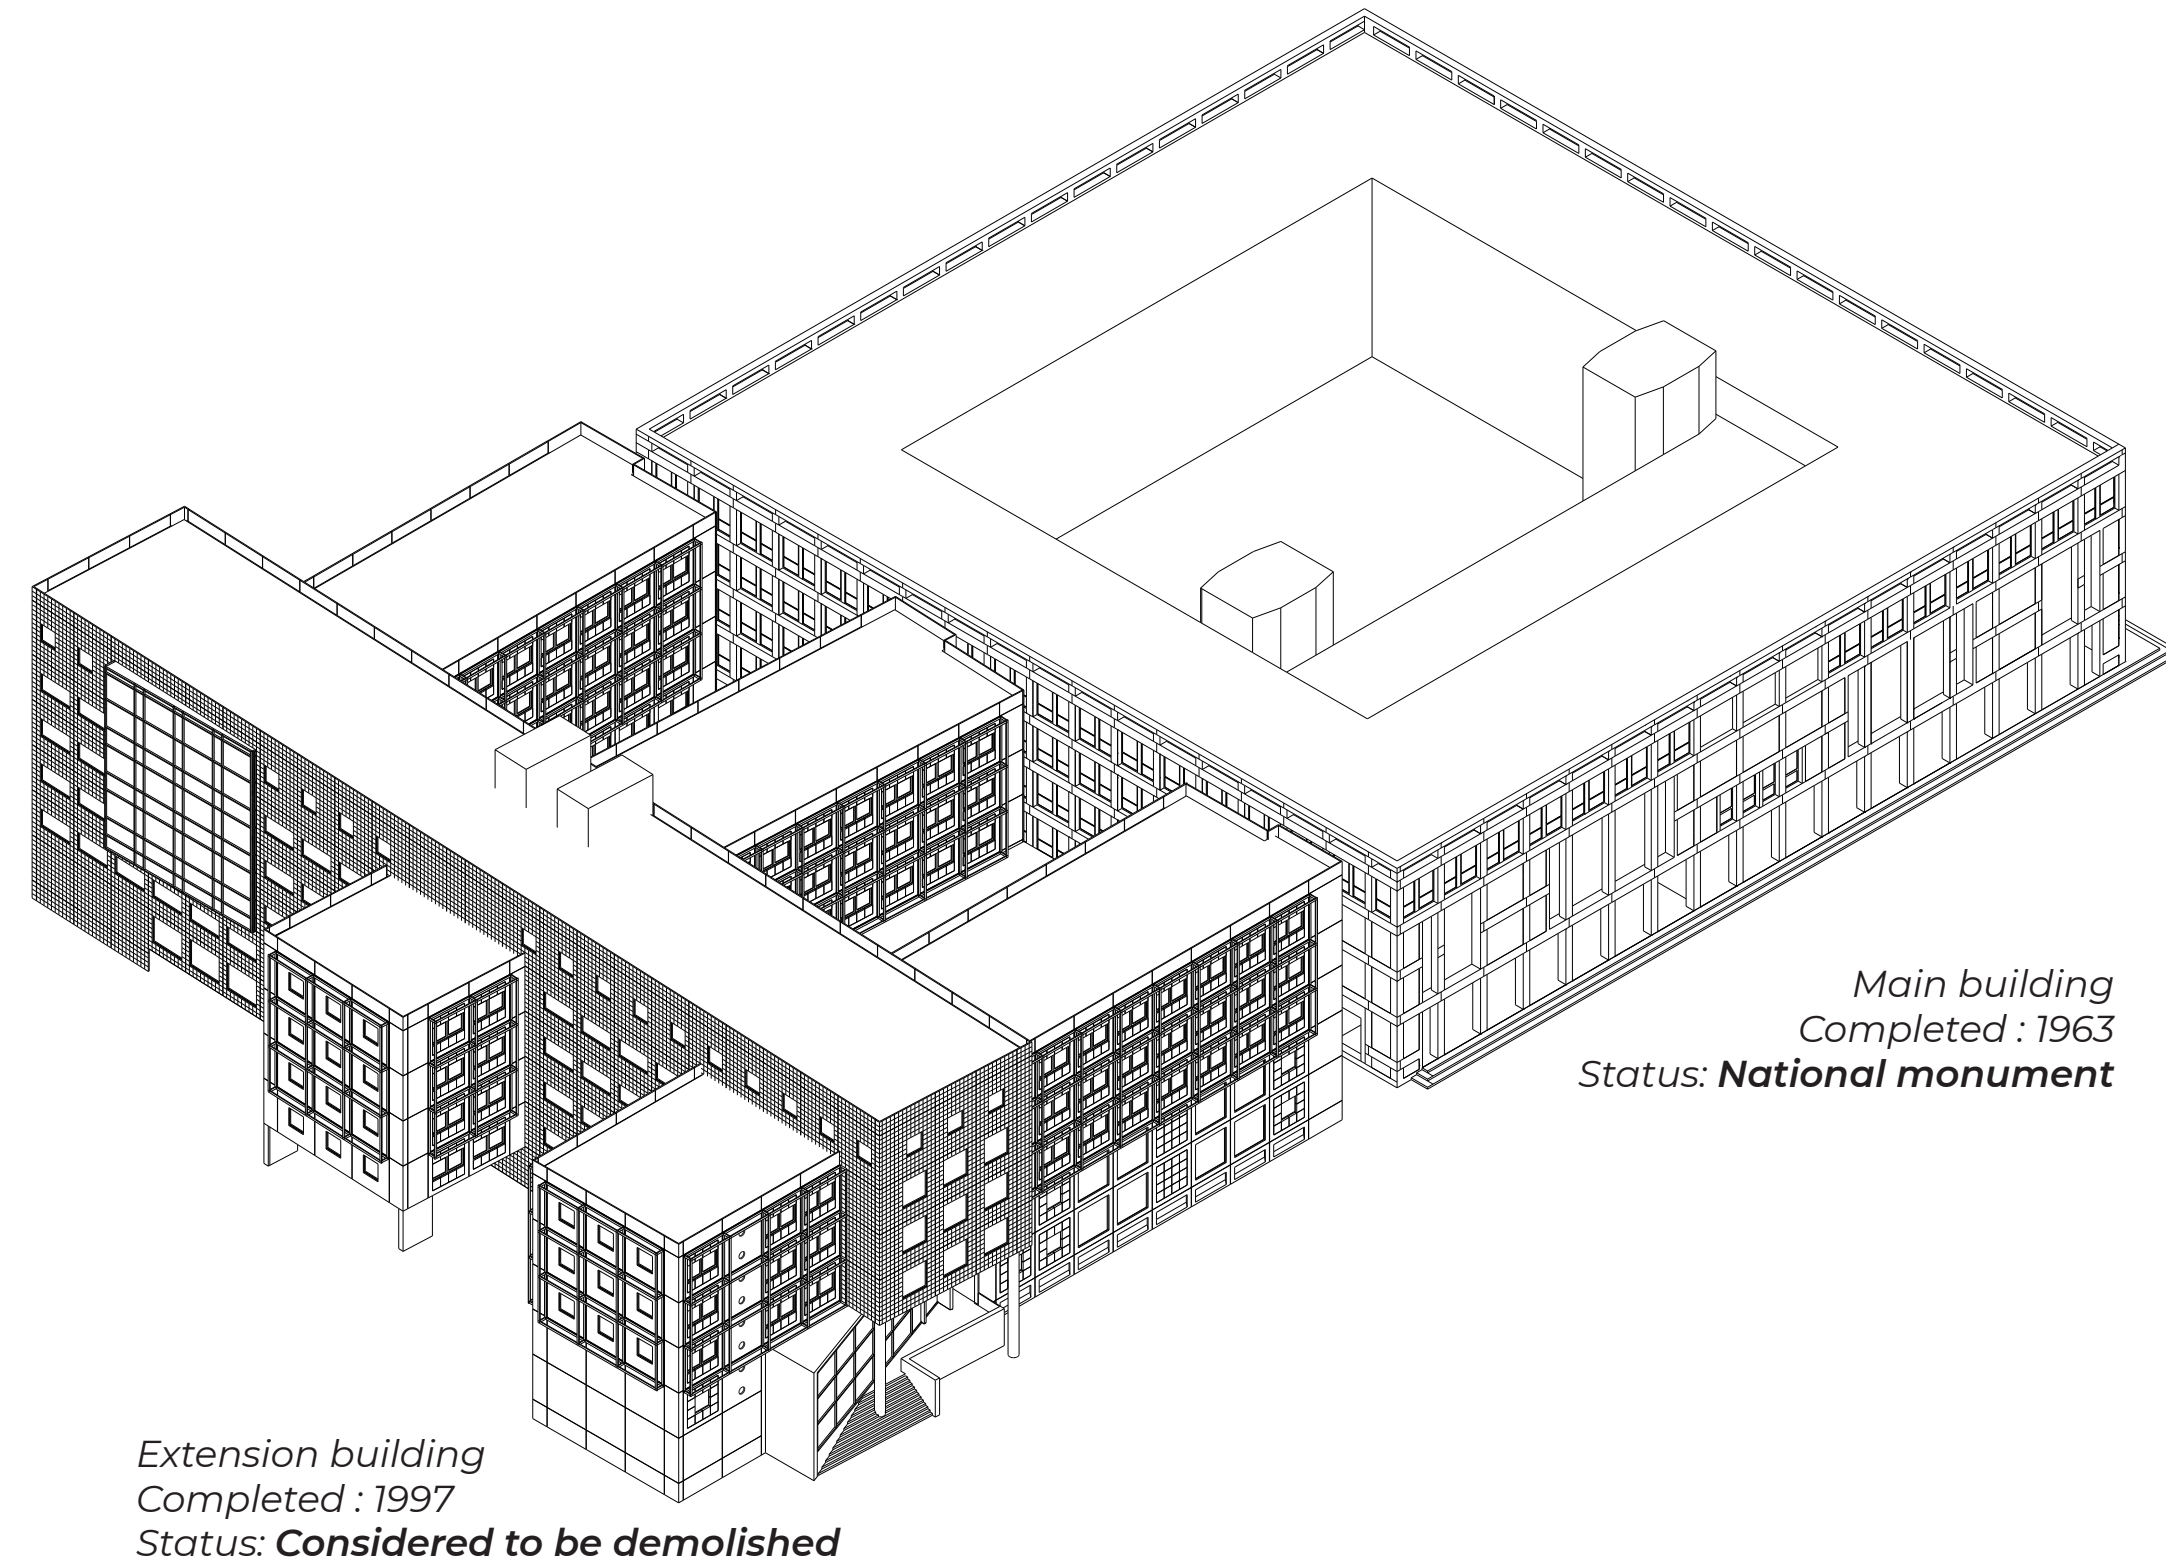 Main building
Completed : 1963
Status: National monument
Extension building
Completed : 1997
Status: Considered to be demolished